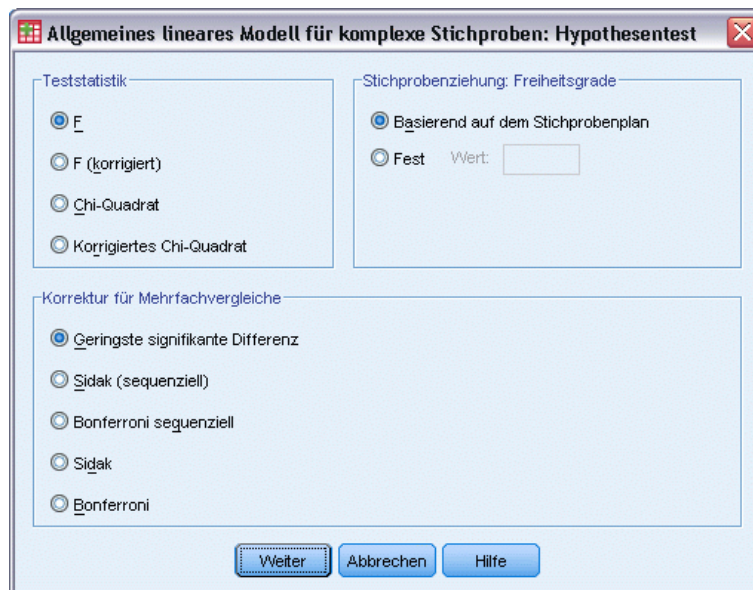 Allgemeines lineares Modell für komplexe Stichproben: Hypothesentest
Teststatistik
F
F (korrigiert)
Chi-Quadrat
Korrigiertes Chi-Quadrat
Stichprobenziehung: Freiheitsgrade
Basierend auf dem Stichprobenplan
Fest Wert:
Korrektur für Mehrfachvergleiche
Geringste signifikante Differenz
Sidak (sequenziell)
Bonferroni sequenziell
Sidak
Bonferroni
Weiter Abbrechen Hilfe